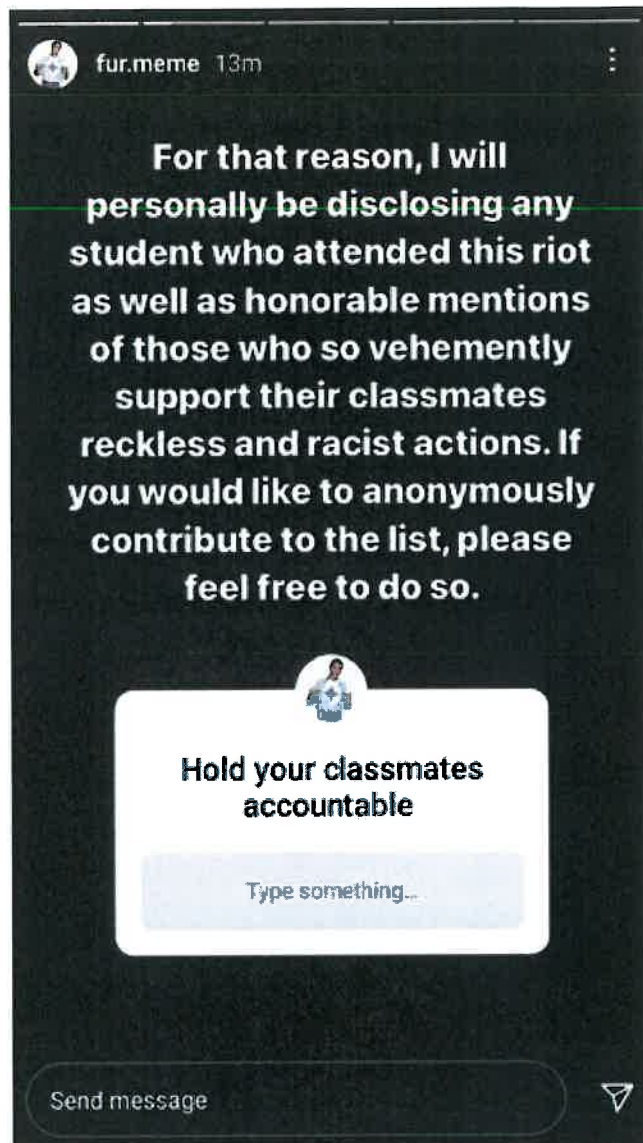 fur.meme 13m
For that reason, I will
personally be disclosing any
student who attended this riot
as well as honorable mentions
of those who so vehemently
support their classmates
reckless and racist actions. If
you would like to anonymously
contribute to the list, please
feel free to do so.
Hold your classmates
accountable
Type something...
Send message